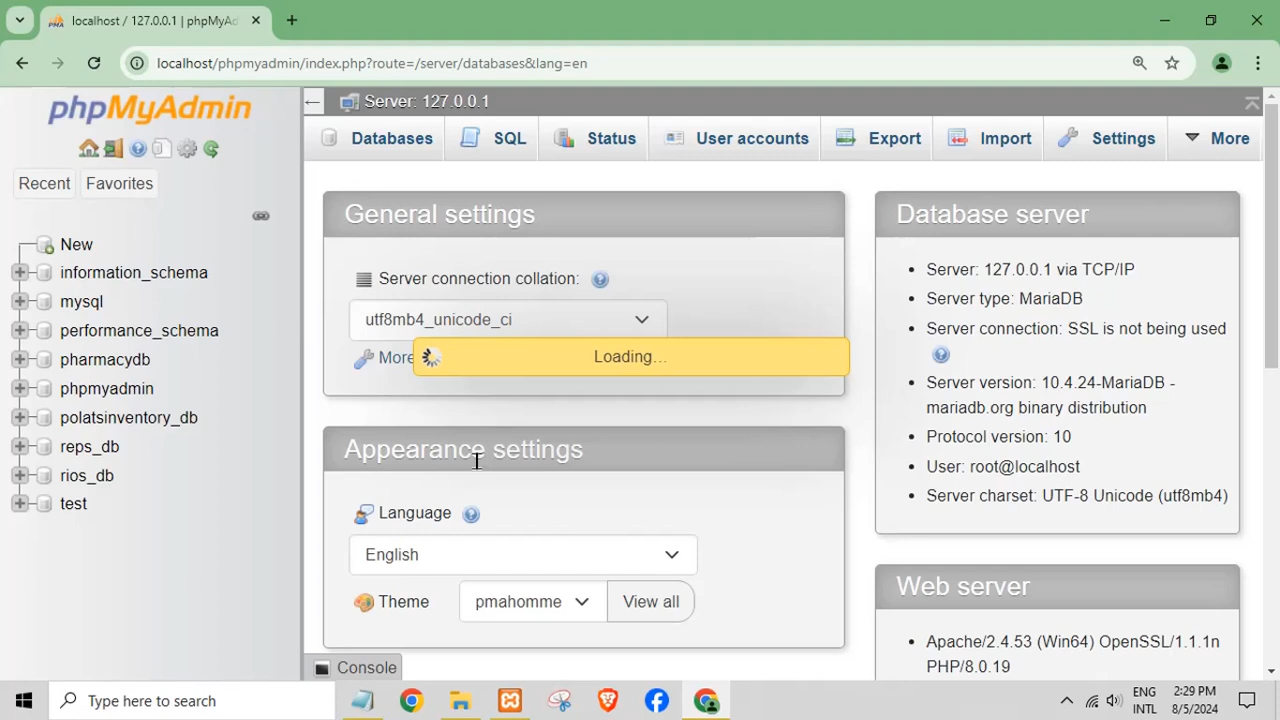 localhost / 127.0.0.1 | phpMyAd
localhost/phpmyadmin/index.php?route=/server/databases&lang=en
phpMyAdmin
Recent
Favorites
New
information_schema
mysql
performance_schema
pharmacydb
phpmyadmin
polatsinventory_db
reps_db
rios_db
test
Server: 127.0.0.1
Databases
SQL
Status
User accounts
Export
Import
Settings
More
General settings
Server connection collation:
utf8mb4_unicode_ci
More
Loading...
Appearance settings
Language
English
Theme
pmahomme
View all
Console
Database server
Server: 127.0.0.1 via TCP/IP
Server type: MariaDB
Server connection: SSL is not being used
Server version: 10.4.24-MariaDB -
mariadb.org binary distribution
Protocol version: 10
User: root@localhost
Server charset: UTF-8 Unicode (utf8mb4)
Web server
Apache/2.4.53 (Win64) OpenSSL/1.1.1n
PHP/8.0.19
Type here to search
ENG
INTL
2:29 PM
8/5/2024